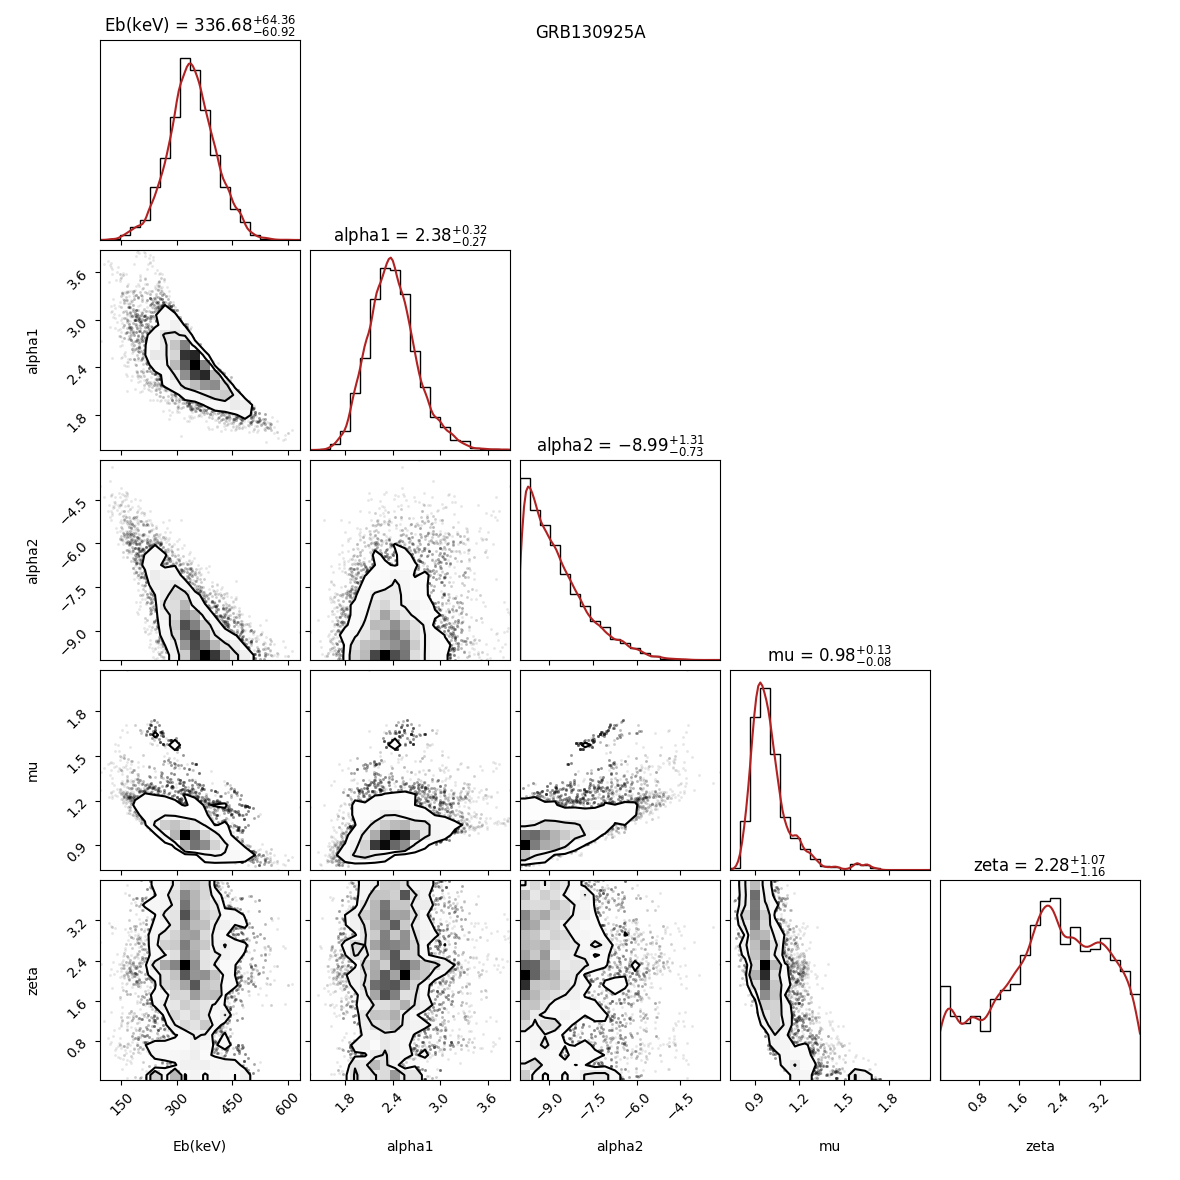 GRB130925A
Eb(keV) = 336.68+64.36−60.92
alpha1 = 2.38+0.32−0.27
3.6
3.0
2.4
1.8
alpha1
alpha2 = −8.99+1.31−0.73
−4.5
−6.0
−7.5
−9.0
alpha2
mu = 0.98+0.13−0.08
1.8
1.5
1.2
0.9
mu
zeta = 2.28+1.07−1.16
3.2
2.4
1.6
0.8
zeta
150 300 450 600
1.8 2.4 3.0 3.6
−9.0 −7.5 −6.0 −4.5
0.9 1.2 1.5 1.8
0.8 1.6 2.4 3.2
Eb(keV) alpha1 alpha2 mu zeta